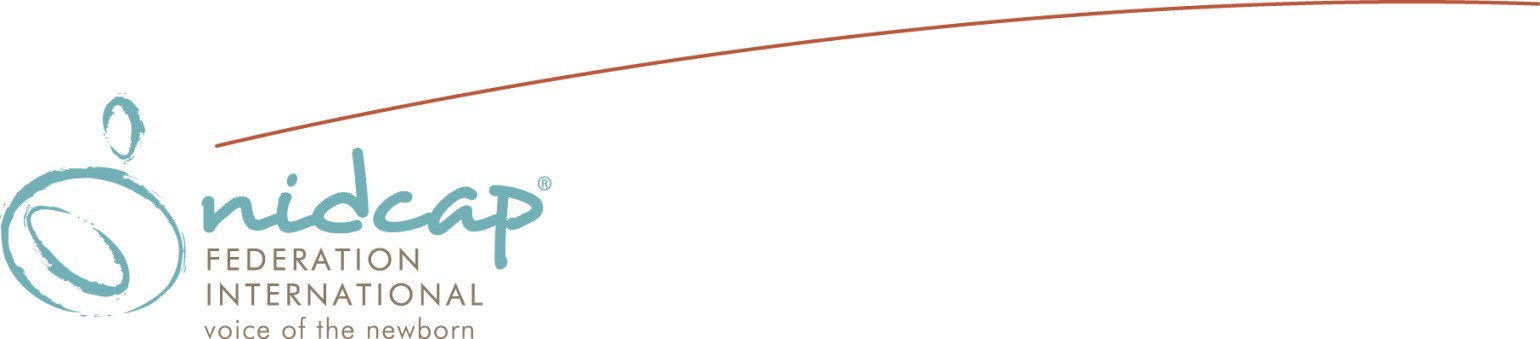 nidcap®
FEDERATION
INTERNATIONAL
voice of the newborn